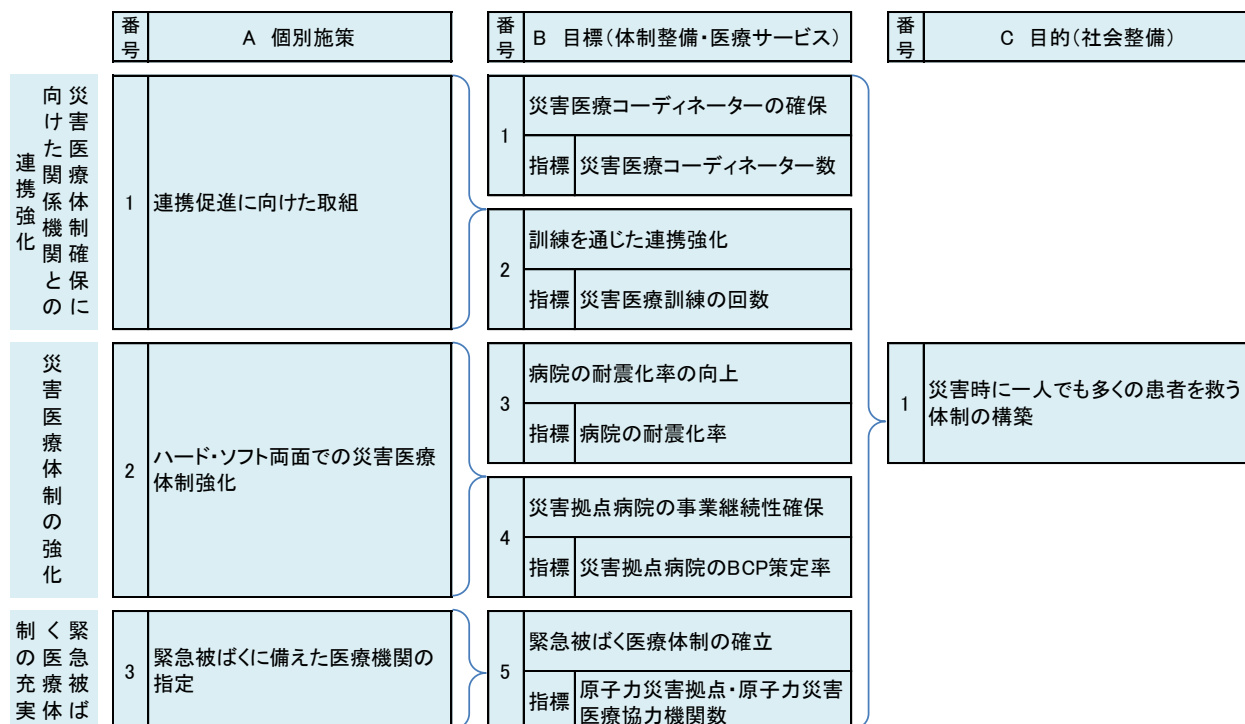 番号
A 個別施策
番号
B 目標（体制整備・医療サービス）
番号
C 目的（社会整備）
災害医療体制確保に
向けた関係機関との
連携強化
1
連携促進に向けた取組
1
災害医療コーディネーターの確保
指標
災害医療コーディネーター数
2
訓練を通じた連携強化
指標
災害医療訓練の回数
災害医療体制の強化
2
ハード・ソフト両面での災害医療
体制強化
3
病院の耐震化率の向上
指標
病院の耐震化率
4
災害拠点病院の事業継続性確保
指標
災害拠点病院のBCP策定率
1
災害時に一人でも多くの患者を救う
体制の構築
緊急被ば
く医療体
制の充実
3
緊急被ばくに備えた医療機関の
指定
5
緊急被ばく医療体制の確立
指標
原子力災害拠点・原子力災害
医療協力機関数